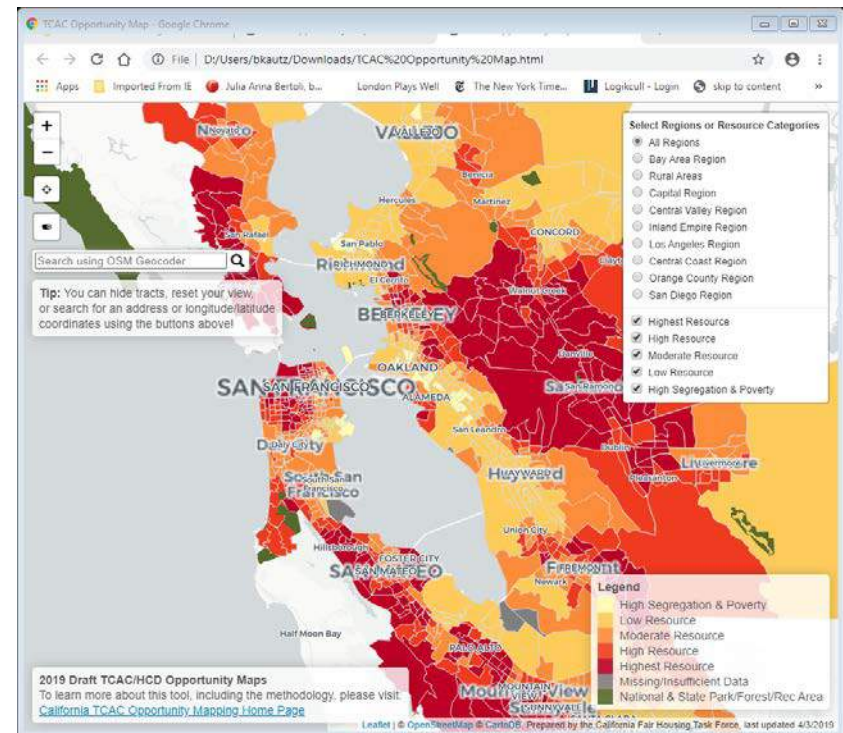 TCAC Opportunity Map - Google Chrome
File | D:/Users/bkautz/Downloads/TCAC%20Opportunity%20Map.html
Apps Imported From IE Julia Anna Bertoli, b... London Plays Well The New York Time... Logikcull - Login skip to content »
+
−
Search using OSM Geocoder
Tip: You can hide tracts, reset your view,
or search for an address or longitude/latitude
coordinates using the buttons above!
Select Regions or Resource Categories
All Regions
Bay Area Region
Rural Areas
Capital Region
Central Valley Region
Inland Empire Region
Los Angeles Region
Central Coast Region
Orange County Region
San Diego Region
Highest Resource
High Resource
Moderate Resource
Low Resource
High Segregation & Poverty
Novato
VALLEJO
Benicia
Hercules
Martinez
CONCORD
San Rafael
San Pablo
RICHMOND
El Cerrito
Walnut Creek
BERKELEY
OAKLAND
Danville
SAN FRANCISCO
ALAMEDA
San Ramon
Daly City
San Leandro
Dublin
Livermore
Pleasanton
South San
Francisco
HAYWARD
Union City
Hillsborough
FOSTER CITY
SAN MATEO
FREMONT
Newark
Half Moon Bay
PALO ALTO
MOUNTAIN
VIEW
SUNNYVALE
SANTA CLARA
Legend
High Segregation & Poverty
Low Resource
Moderate Resource
High Resource
Highest Resource
Missing/Insufficient Data
National & State Park/Forest/Rec Area
2019 Draft TCAC/HCD Opportunity Maps
To learn more about this tool, including the methodology, please visit:
California TCAC Opportunity Mapping Home Page
Leaflet | © OpenStreetMap © CartoDB, Prepared by the California Fair Housing Task Force, last updated 4/3/2019